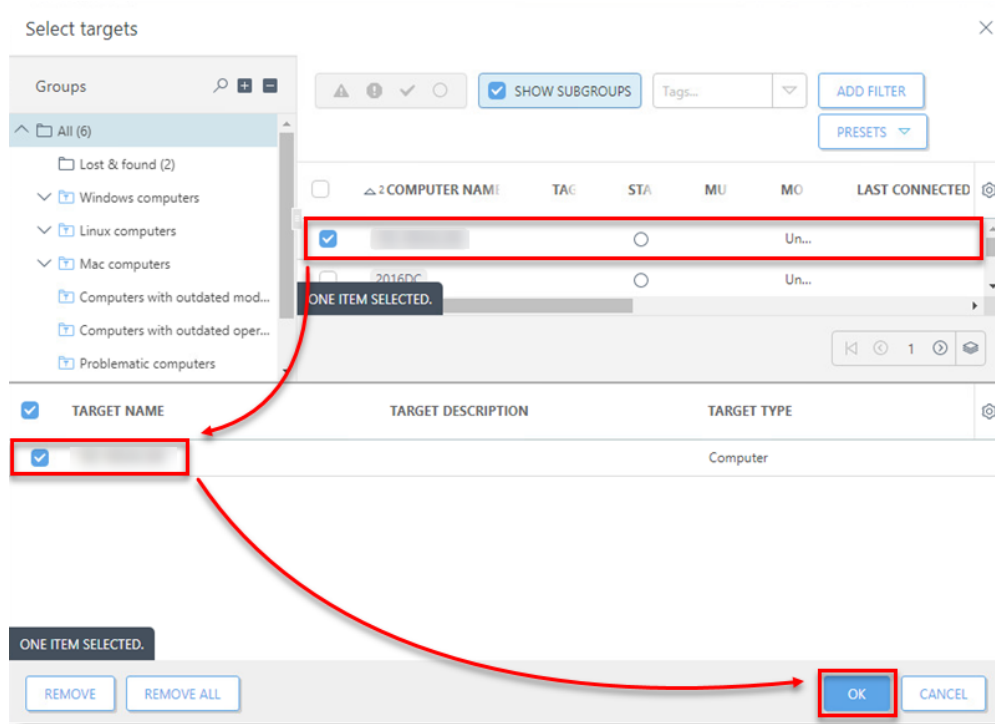 Select targets
Groups
SHOW SUBGROUPS
Tags...
ADD FILTER
PRESETS
All (6)
Lost & found (2)
Windows computers
Linux computers
Mac computers
Computers with outdated mod...
Computers with outdated oper...
Problematic computers
2 COMPUTER NAME TAG STA MU MO LAST CONNECTED
Un...
2016DC Un...
ONE ITEM SELECTED.
1
TARGET NAME TARGET DESCRIPTION TARGET TYPE
Computer
ONE ITEM SELECTED.
REMOVE REMOVE ALL OK CANCEL